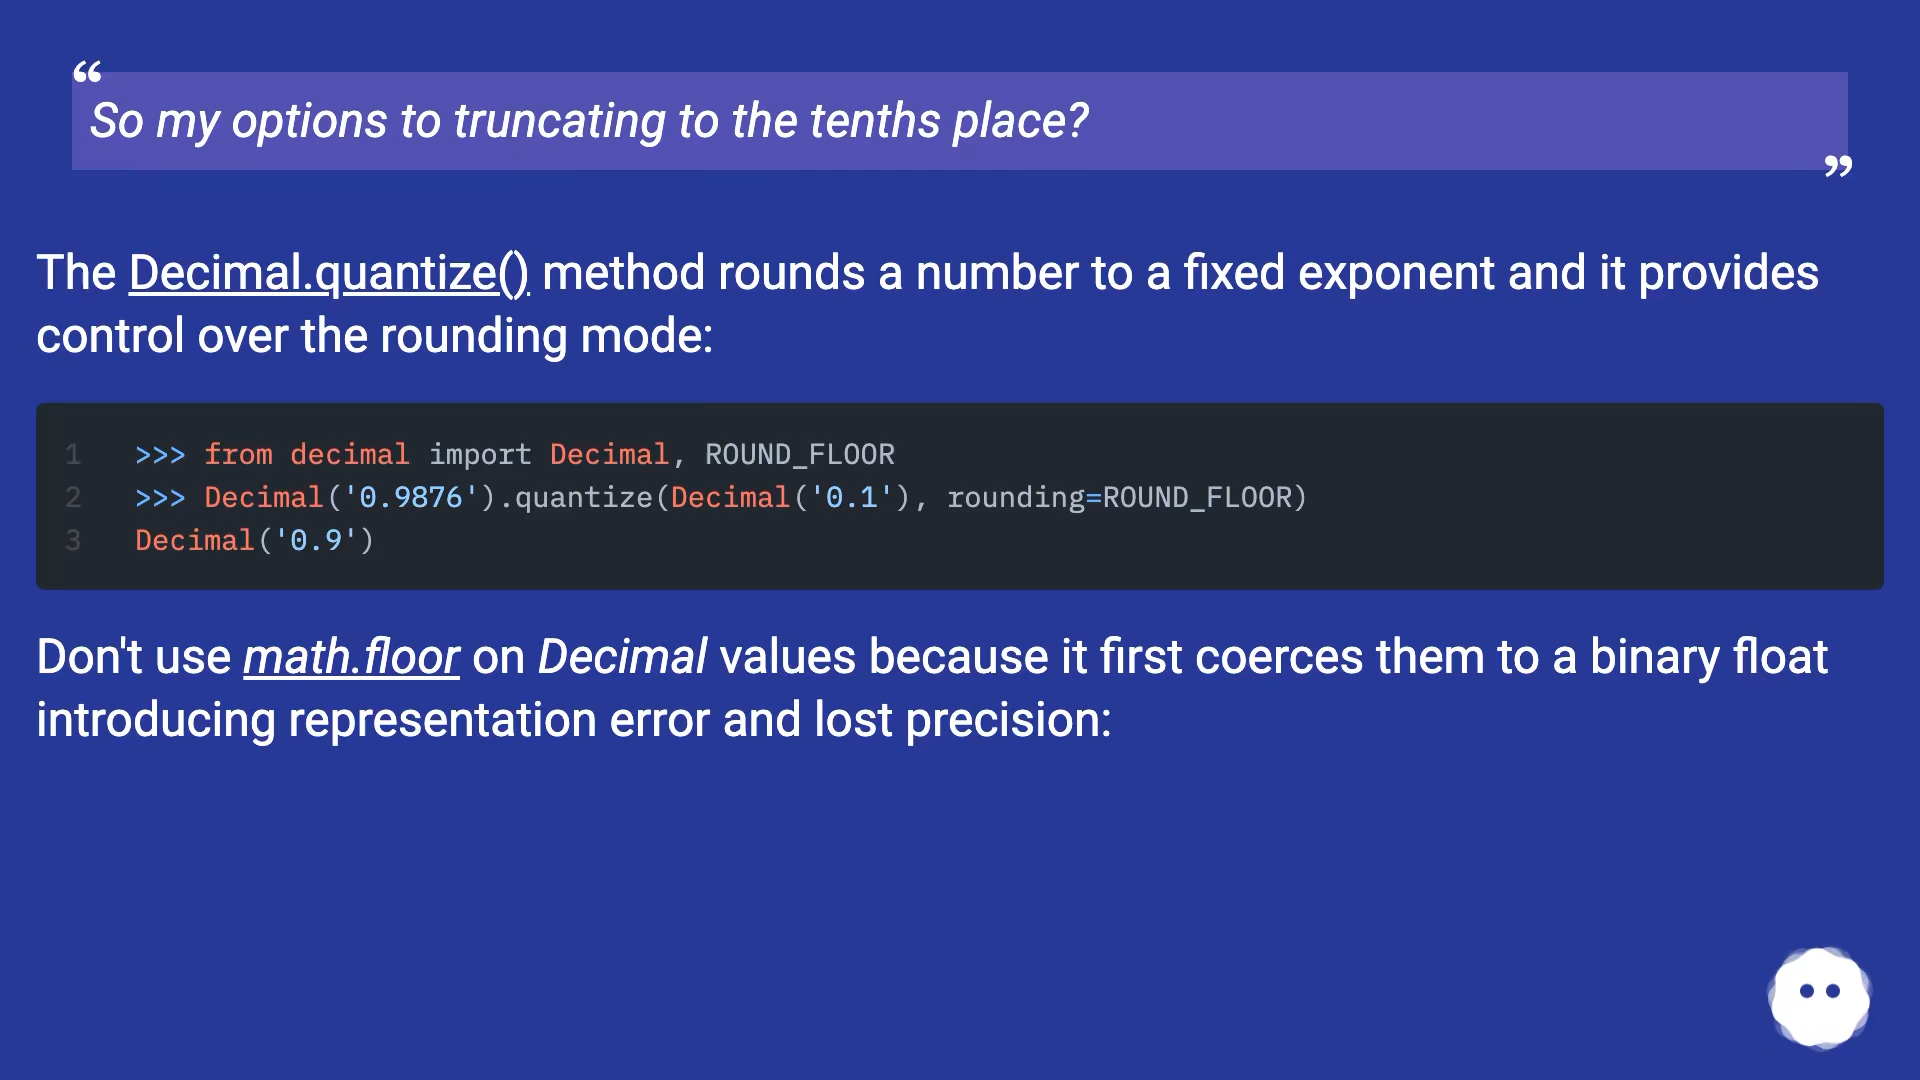 “
So my options to truncating to the tenths place?
”
The Decimal.quantize() method rounds a number to a fixed exponent and it provides
control over the rounding mode:
1 >>> from decimal import Decimal, ROUND_FLOOR
2 >>> Decimal('0.9876').quantize(Decimal('0.1'), rounding=ROUND_FLOOR)
3 Decimal('0.9')
Don't use math.floor on Decimal values because it first coerces them to a binary float
introducing representation error and lost precision: